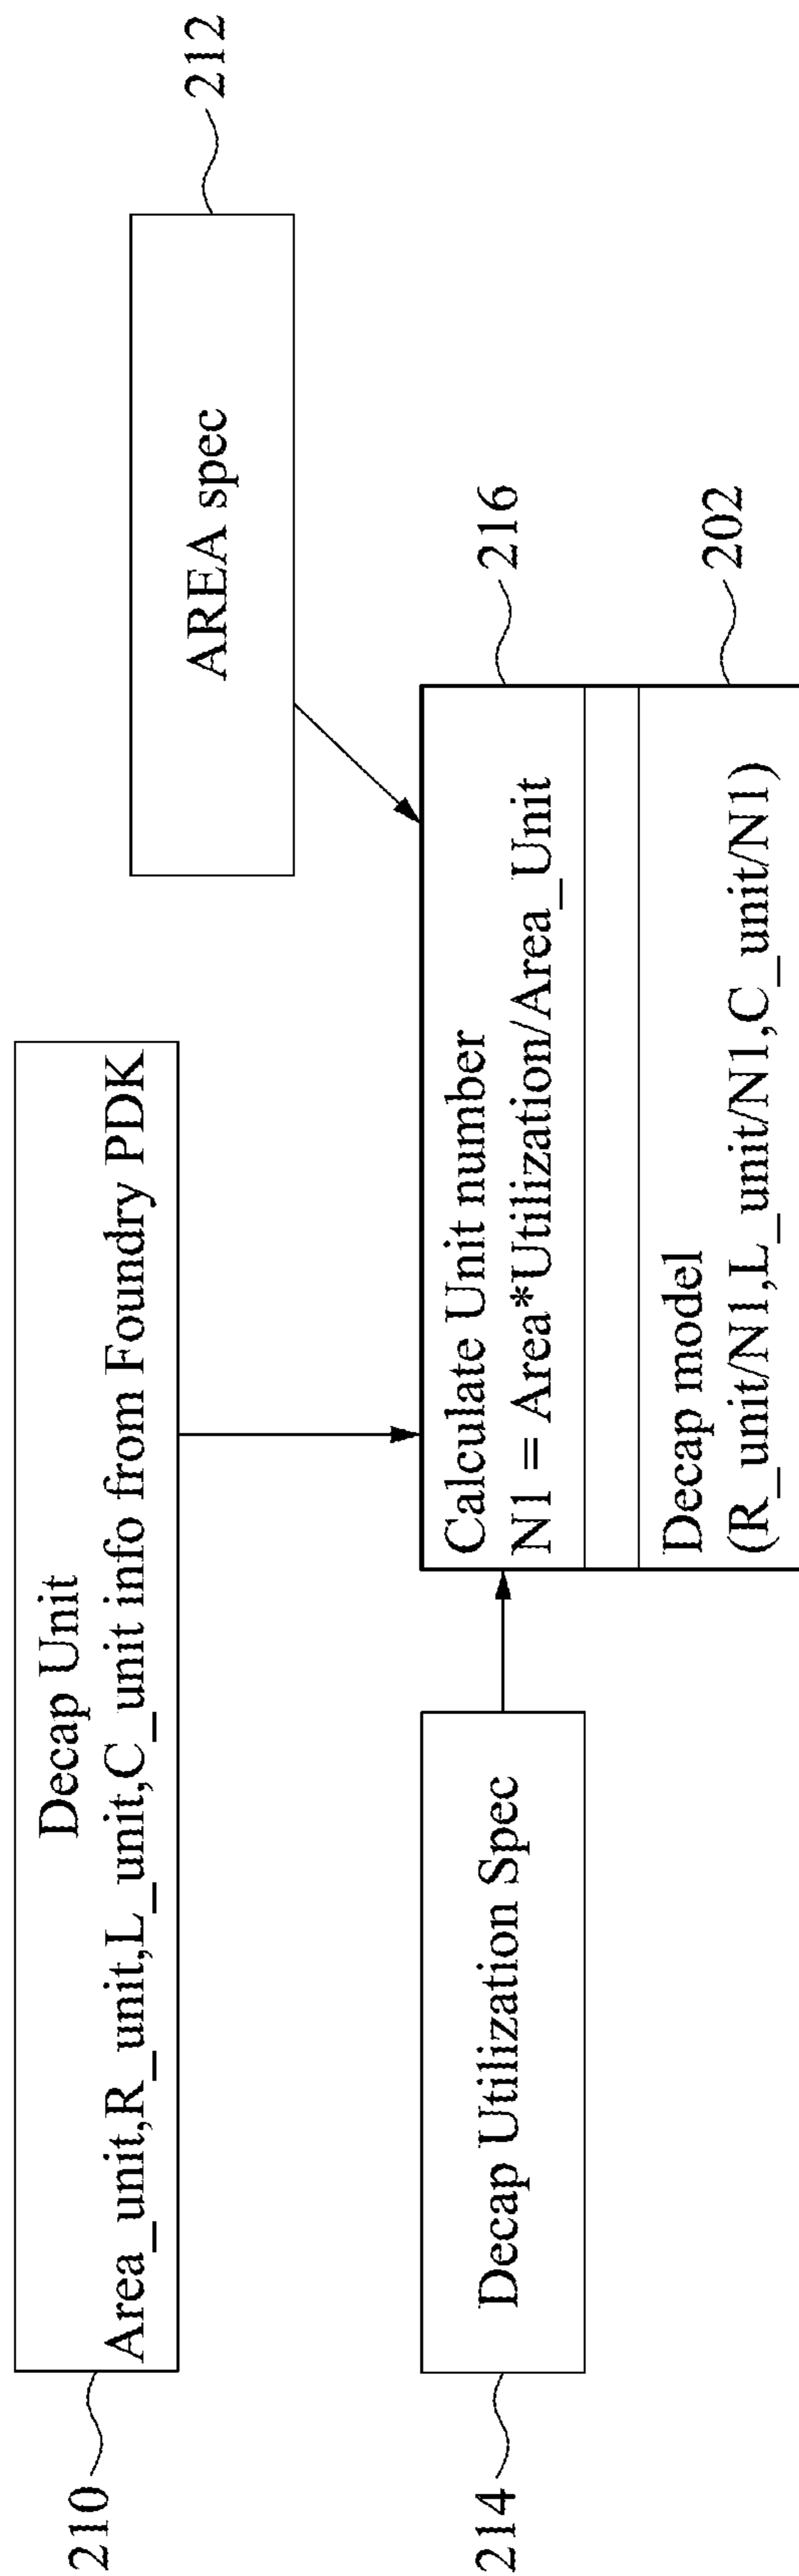 210
Decap Unit
Area_unit,R_unit,L_unit,C_unit info from Foundry PDK
AREA spec
212
214
Decap Utilization Spec
Calculate Unit number
N1 = Area*Utilization/Area_Unit
216
Decap model
(R_unit/N1,L_unit/N1,C_unit/N1)
202